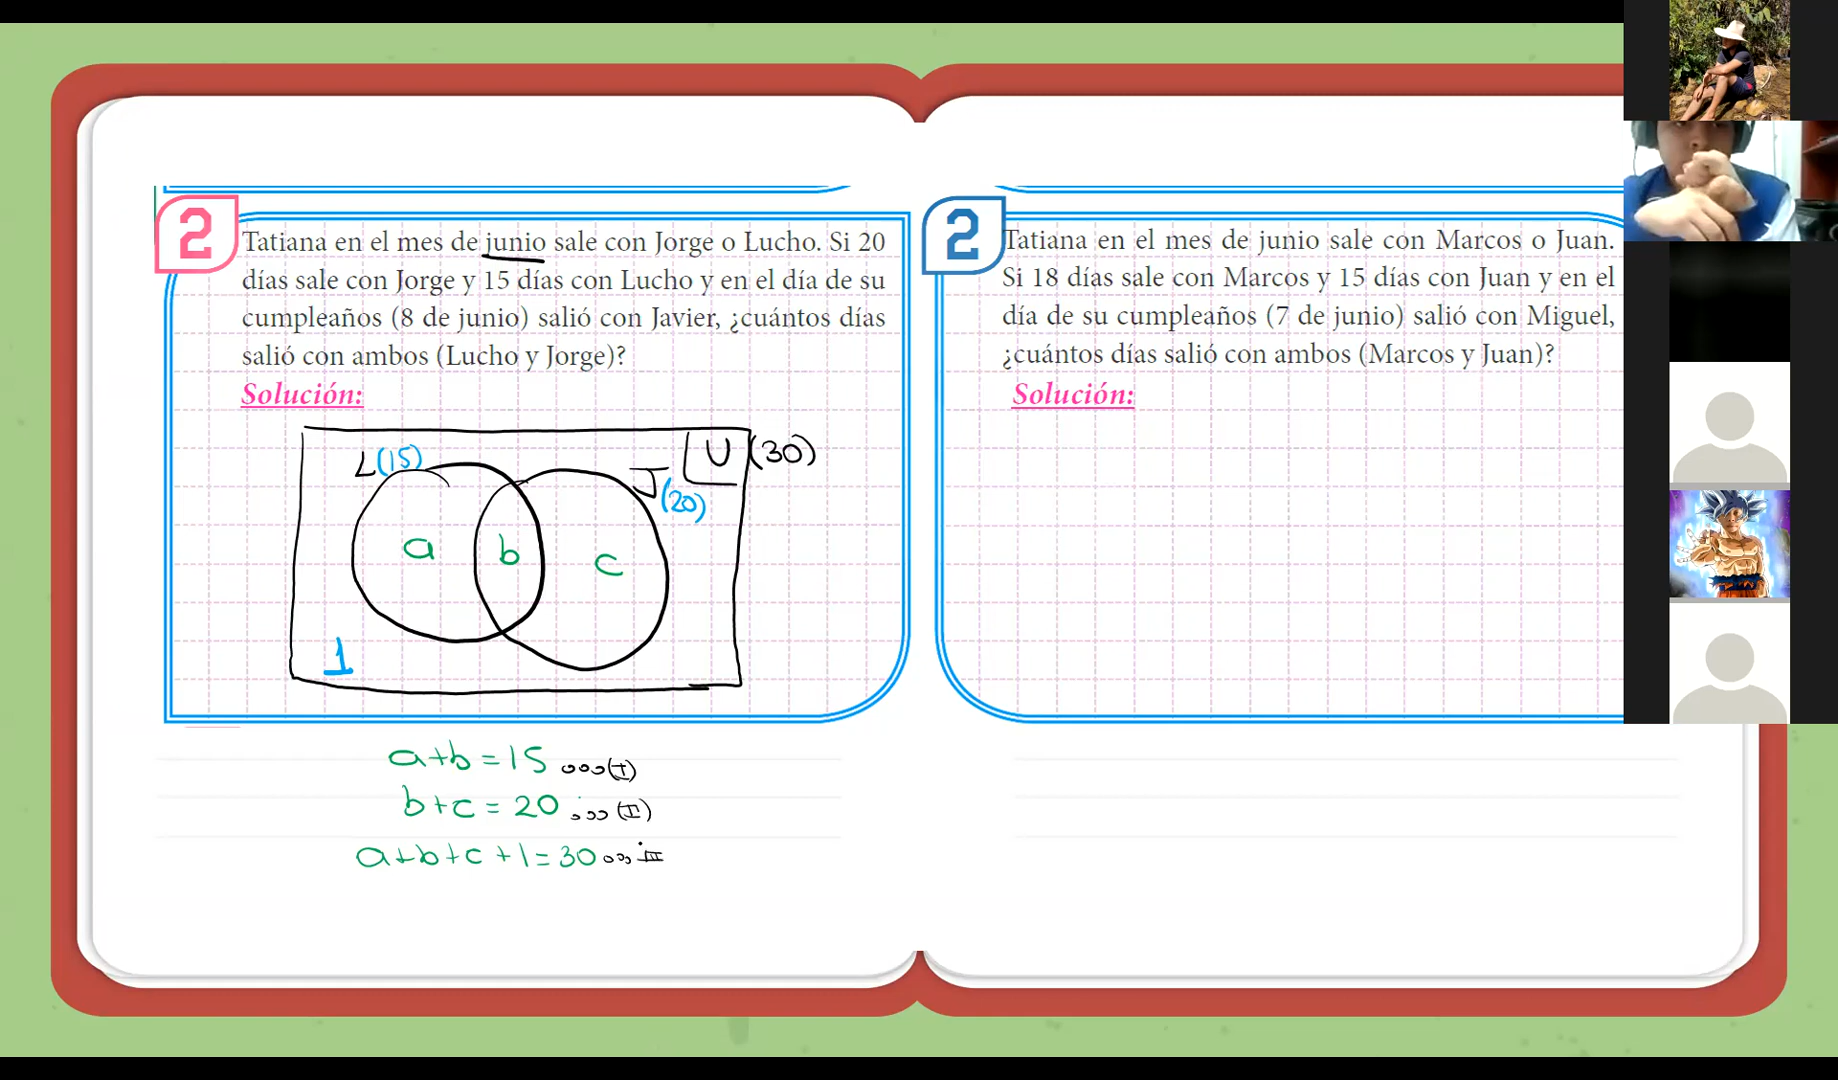 2
Tatiana en el mes de junio sale con Jorge o Lucho. Si 20
días sale con Jorge y 15 días con Lucho y en el día de su
cumpleaños (8 de junio) salió con Javier, ¿cuántos días
salió con ambos (Lucho y Jorge)?
Solución:
L(15)
J(20)
U(30)
a
b
c
1
a+b=15 ...(I)
b+c=20 ...(II)
a+b+c+1=30 ...III
2
Tatiana en el mes de junio sale con Marcos o Juan.
Si 18 días sale con Marcos y 15 días con Juan y en el
día de su cumpleaños (7 de junio) salió con Miguel,
¿cuántos días salió con ambos (Marcos y Juan)?
Solución: